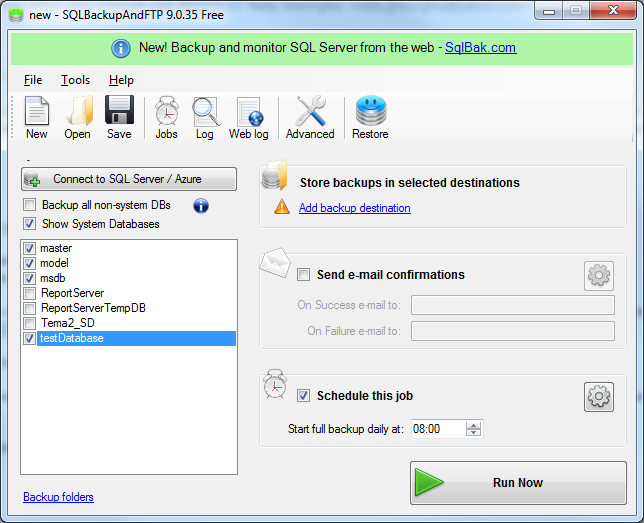 new - SQLBackupAndFTP 9.0.35 Free
New! Backup and monitor SQL Server from the web - SqlBak.com
File Tools Help
New Open Save Jobs Log Web log Advanced Restore
-
Connect to SQL Server / Azure
Backup all non-system DBs
Show System Databases
master
model
msdb
ReportServer
ReportServerTempDB
Tema2_SD
testDatabase
Backup folders
Store backups in selected destinations
Add backup destination
Send e-mail confirmations
On Success e-mail to:
On Failure e-mail to:
Schedule this job
Start full backup daily at: 08:00
Run Now